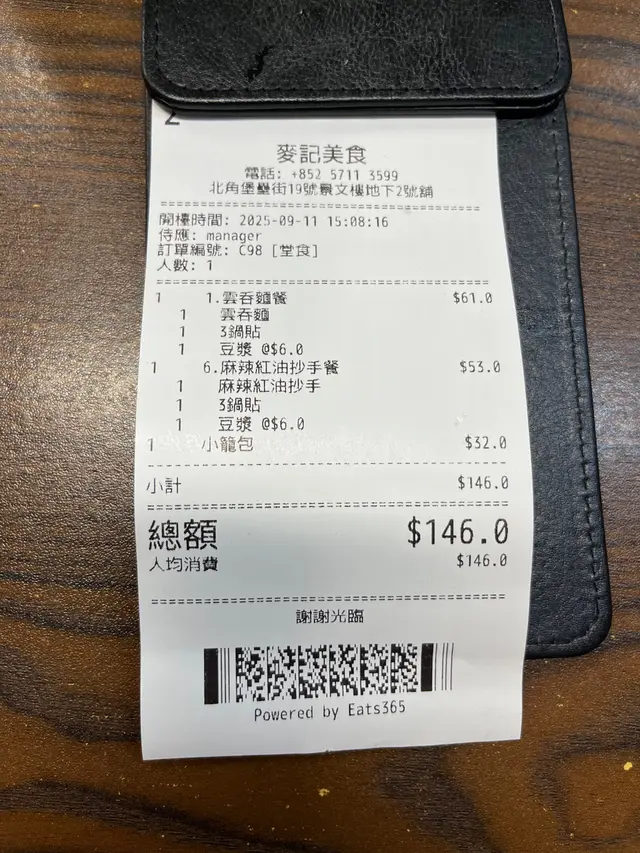 2
麥記美食
電話: +852 5711 3599
北角堡壘街19號景文樓地下2號舖
開檯時間: 2025-09-11 15:08:16
侍應: manager
訂單編號: C98 [堂食]
人數: 1
1 1.雲吞麵餐 $61.0
1 雲吞麵
1 3鍋貼
1 豆漿 @$6.0
1 6.麻辣紅油抄手餐 $53.0
1 麻辣紅油抄手
1 3鍋貼
1 豆漿 @$6.0
1 小籠包 $32.0
小計 $146.0
總額 $146.0
人均消費 $146.0
謝謝光臨
Powered by Eats365